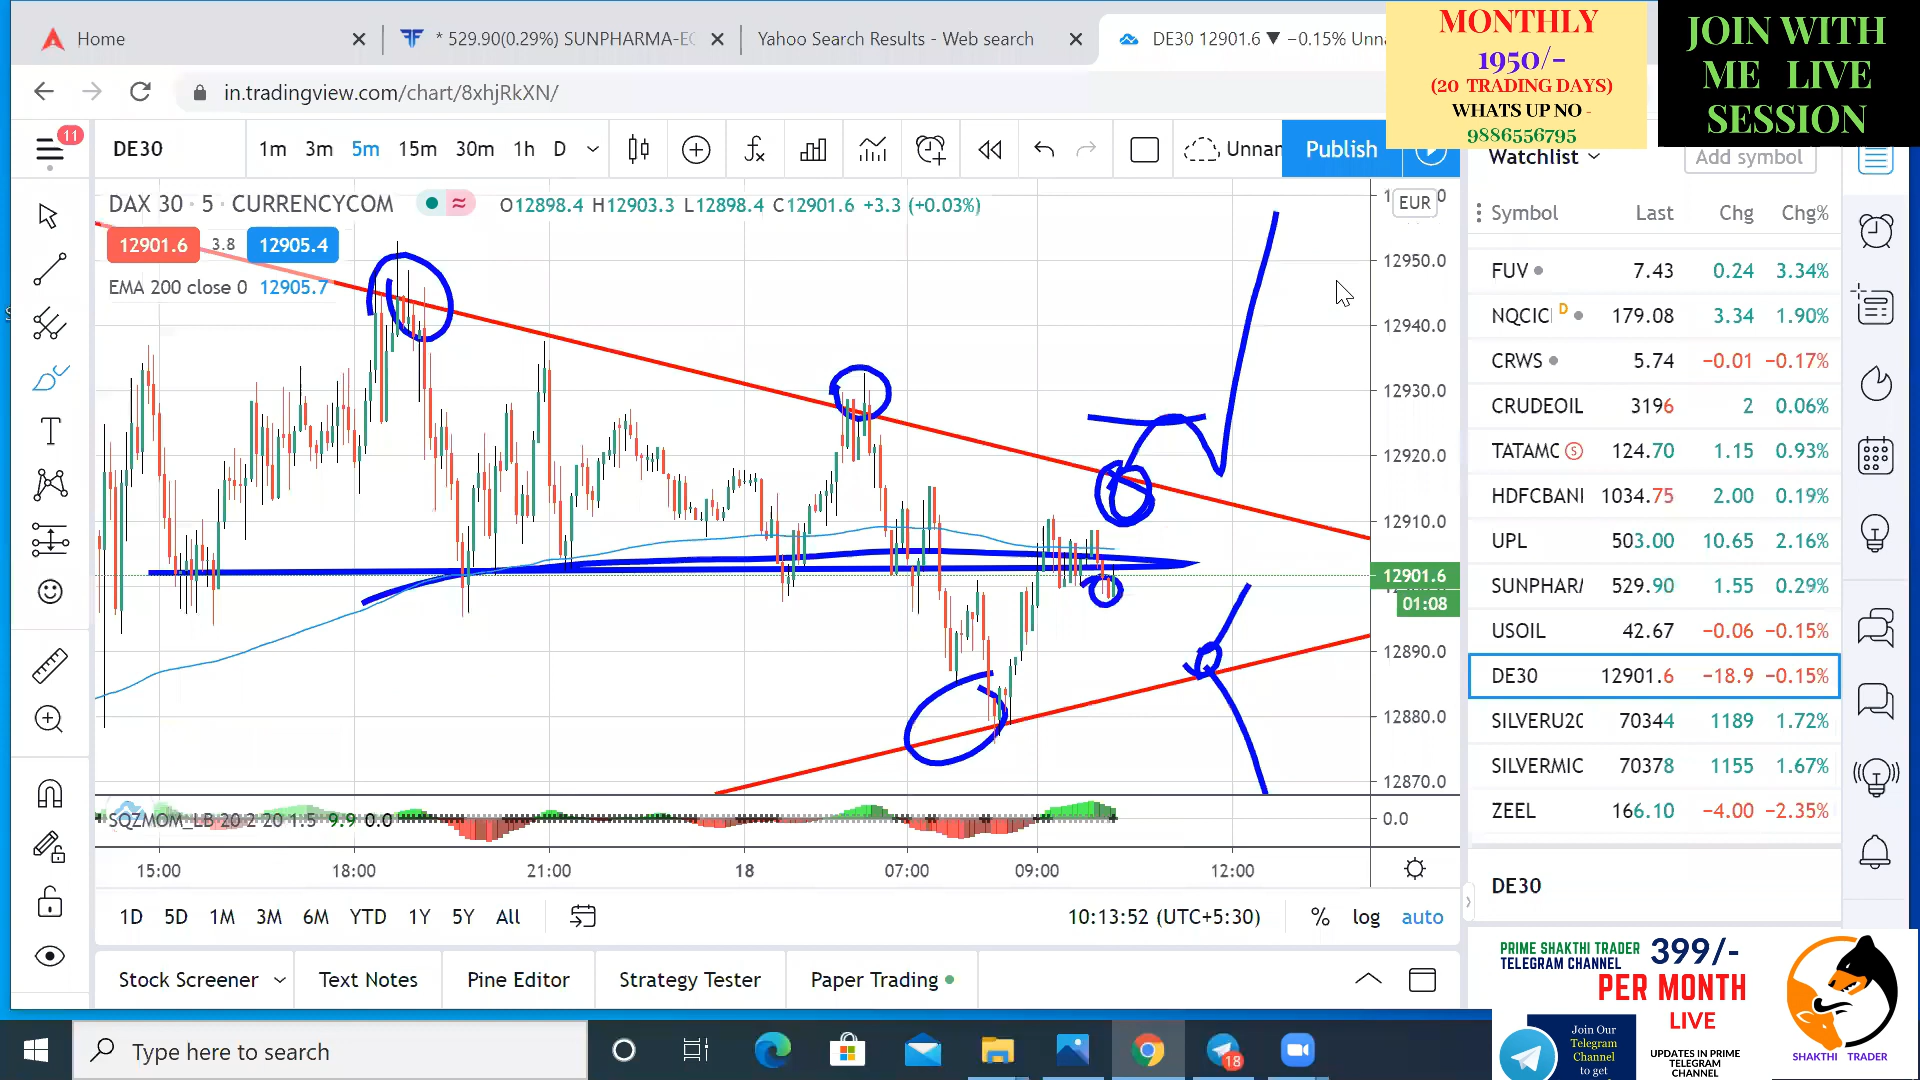 Home
* 529.90(0.29%) SUNPHARMA-EQ
Yahoo Search Results - Web search
DE30 12901.6 ▼ −0.15% Unna
MONTHLY
1950/-
(20 TRADING DAYS)
WHATS UP NO -
9886556795
JOIN WITH
ME LIVE
SESSION
in.tradingview.com/chart/8xhjRkXN/
11
DE30
1m 3m 5m 15m 30m 1h D
Unnan
Publish
Watchlist
Add symbol
DAX 30 · 5 · CURRENCYCOM
O12898.4 H12903.3 L12898.4 C12901.6 +3.3 (+0.03%)
EUR
12901.6 3.8 12905.4
EMA 200 close 0 12905.7
Symbol Last Chg Chg%
FUV 7.43 0.24 3.34%
NQCIC D 179.08 3.34 1.90%
CRWS 5.74 −0.01 −0.17%
CRUDEOIL 3196 2 0.06%
TATAMO S 124.70 1.15 0.93%
HDFCBANI 1034.75 2.00 0.19%
UPL 503.00 10.65 2.16%
SUNPHAR 529.90 1.55 0.29%
USOIL 42.67 −0.06 −0.15%
DE30 12901.6 −18.9 −0.15%
SILVERU20 70344 1189 1.72%
SILVERMIC 70378 1155 1.67%
ZEEL 166.10 −4.00 −2.35%
12950.0
12940.0
12930.0
12920.0
12910.0
12901.6
01:08
12890.0
12880.0
12870.0
SQZMOM_LB 20 2 20 1.5 9.9 0.0
0.0
15:00 18:00 21:00 18 07:00 09:00 12:00
1D 5D 1M 3M 6M YTD 1Y 5Y All
10:13:52 (UTC+5:30)
% log auto
DE30
Stock Screener Text Notes Pine Editor Strategy Tester Paper Trading
PRIME SHAKTHI TRADER
TELEGRAM CHANNEL
399/-
PER MONTH
LIVE
UPDATES IN PRIME
TELEGRAM
CHANNEL
Join Our
Telegram
Channel
to get
SHAKTHI TRADER
Type here to search
18